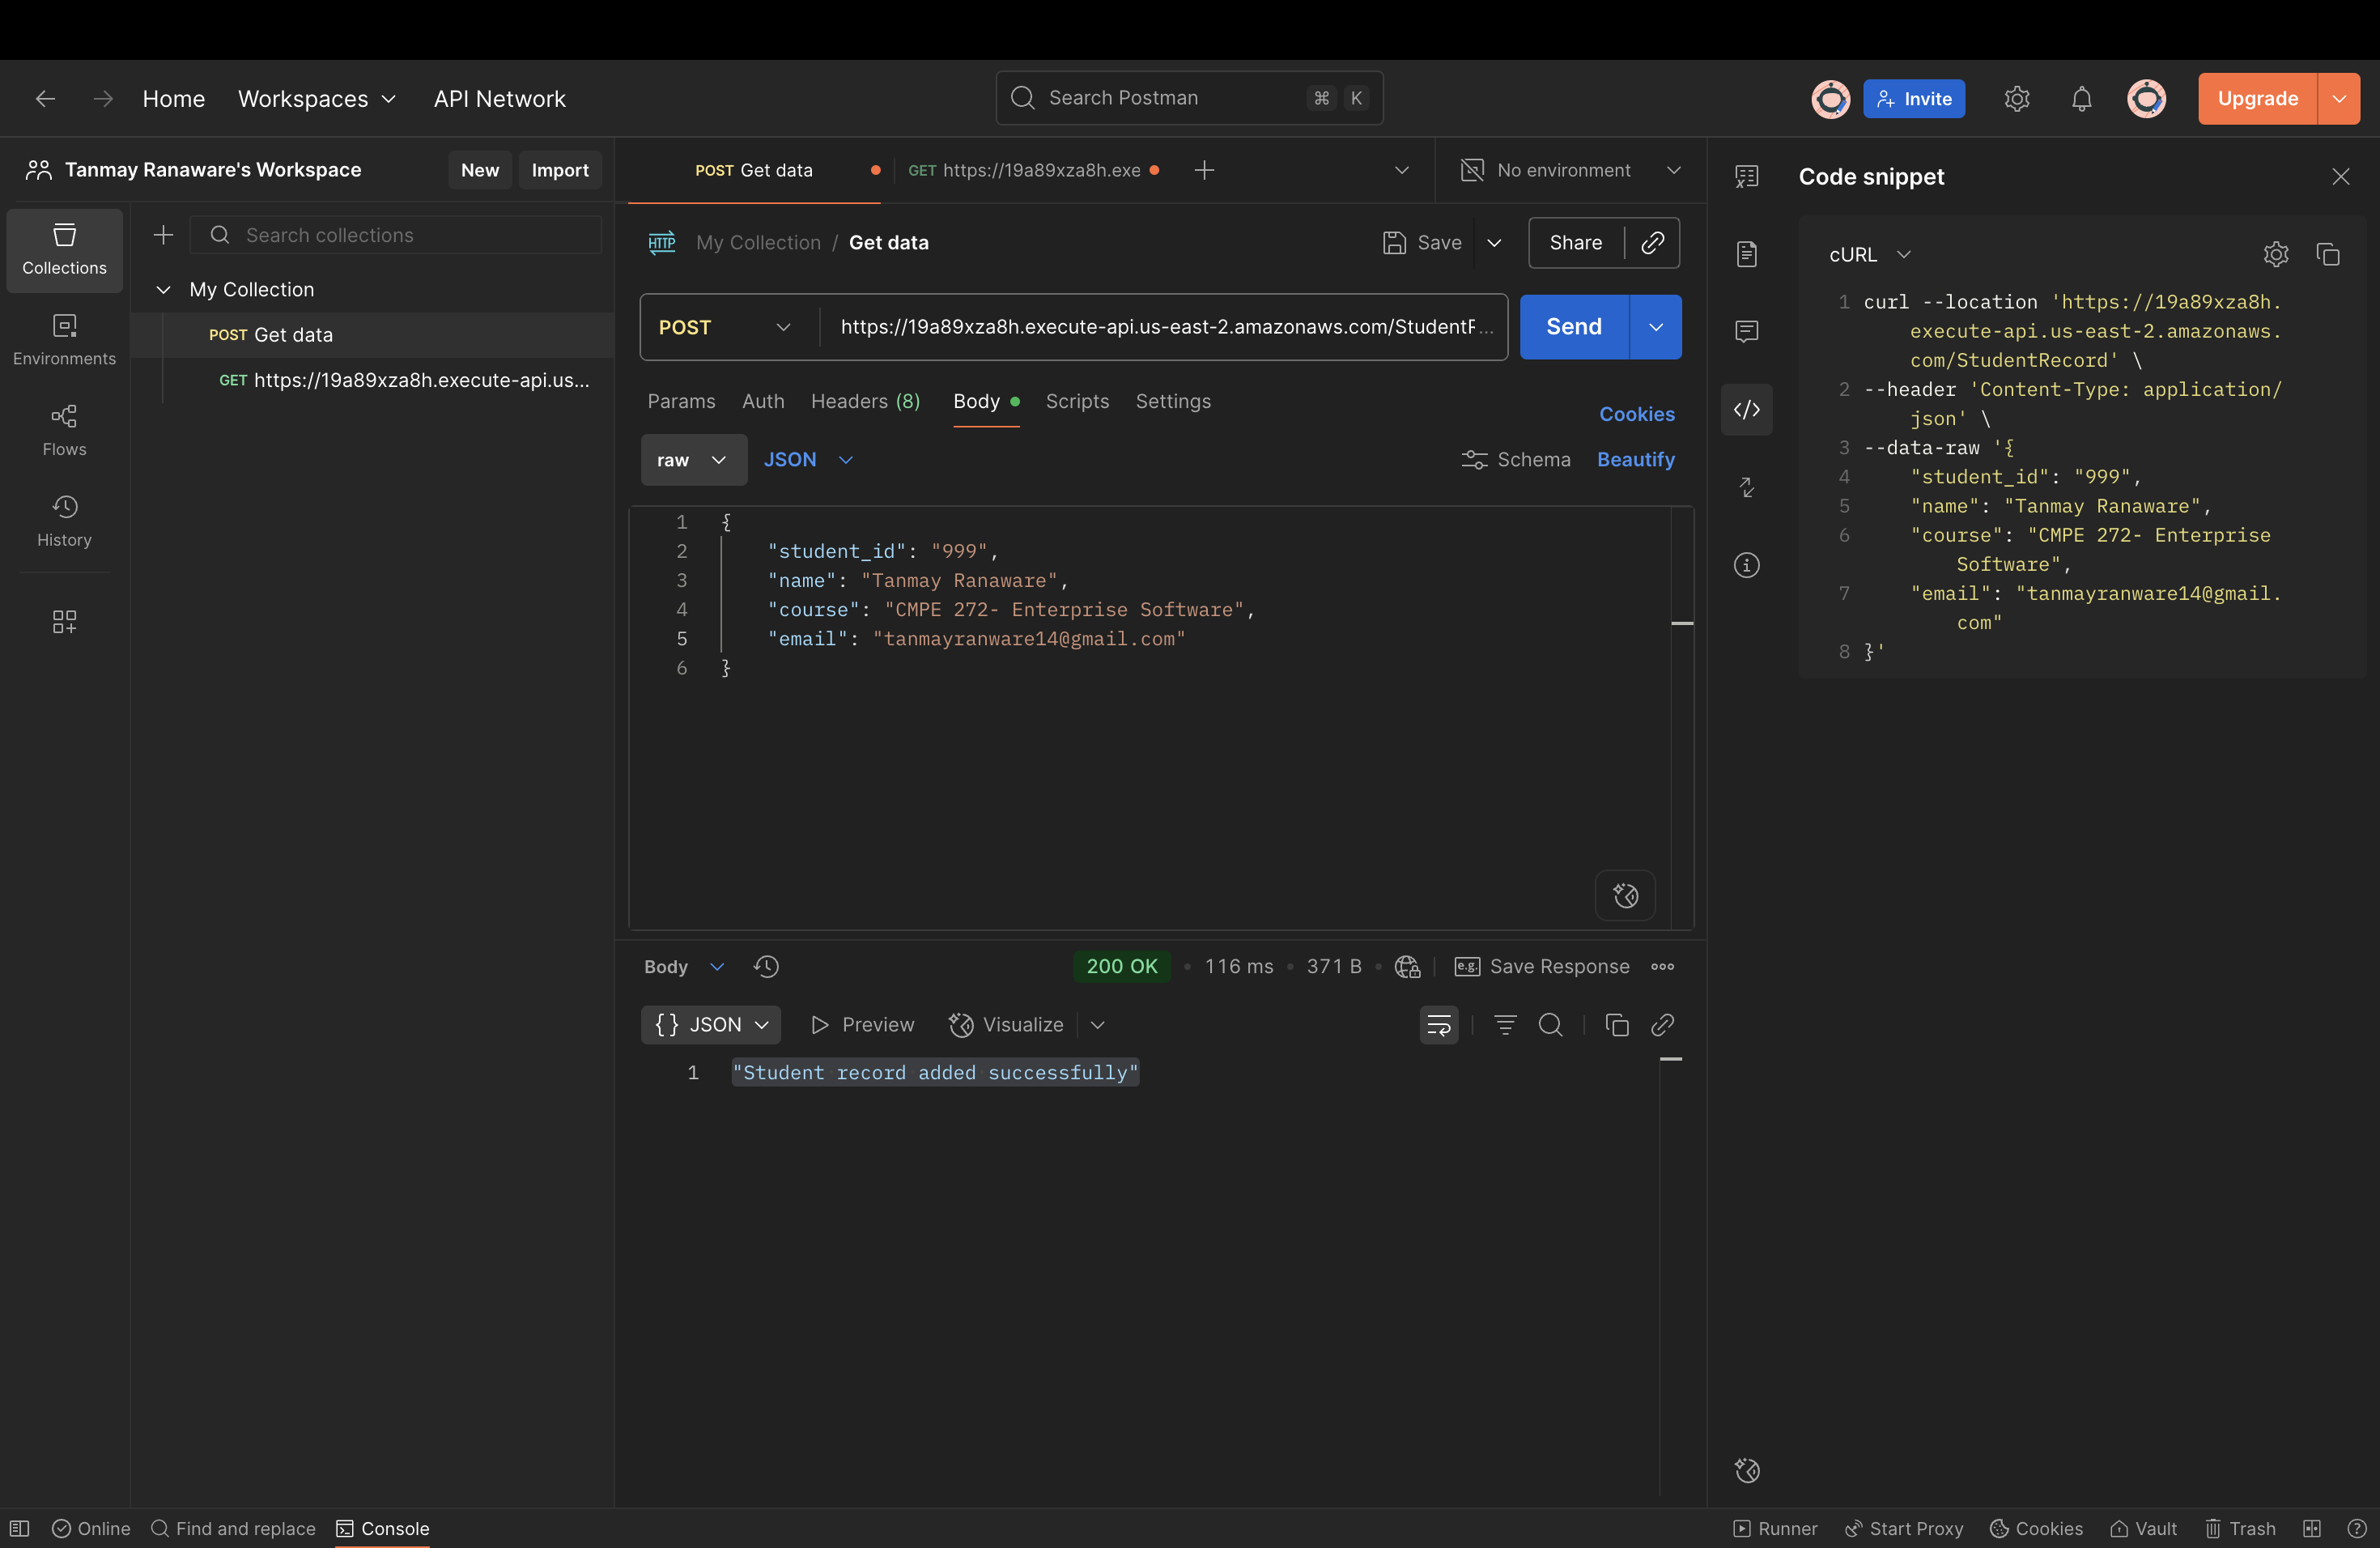 Home Workspaces API Network Search Postman ⌘ K Invite Upgrade
Tanmay Ranaware's Workspace New Import
Collections
Environments
Flows
History
Search collections
My Collection
POST Get data
GET https://19a89xza8h.execute-api.us...
POST Get data GET https://19a89xza8h.exe No environment
HTTP My Collection / Get data Save Share
POST https://19a89xza8h.execute-api.us-east-2.amazonaws.com/StudentF... Send
Params Auth Headers (8) Body Scripts Settings Cookies
raw JSON Schema Beautify
1 {
2 "student_id": "999",
3 "name": "Tanmay Ranaware",
4 "course": "CMPE 272- Enterprise Software",
5 "email": "tanmayranware14@gmail.com"
6 }
Body 200 OK • 116 ms • 371 B • e.g. Save Response
{} JSON Preview Visualize
1 "Student record added successfully"
Code snippet
cURL
1 curl --location 'https://19a89xza8h.
execute-api.us-east-2.amazonaws.
com/StudentRecord' \
2 --header 'Content-Type: application/
json' \
3 --data-raw '{
4 "student_id": "999",
5 "name": "Tanmay Ranaware",
6 "course": "CMPE 272- Enterprise
Software",
7 "email": "tanmayranware14@gmail.
com"
8 }'
Online Find and replace Console Runner Start Proxy Cookies Vault Trash